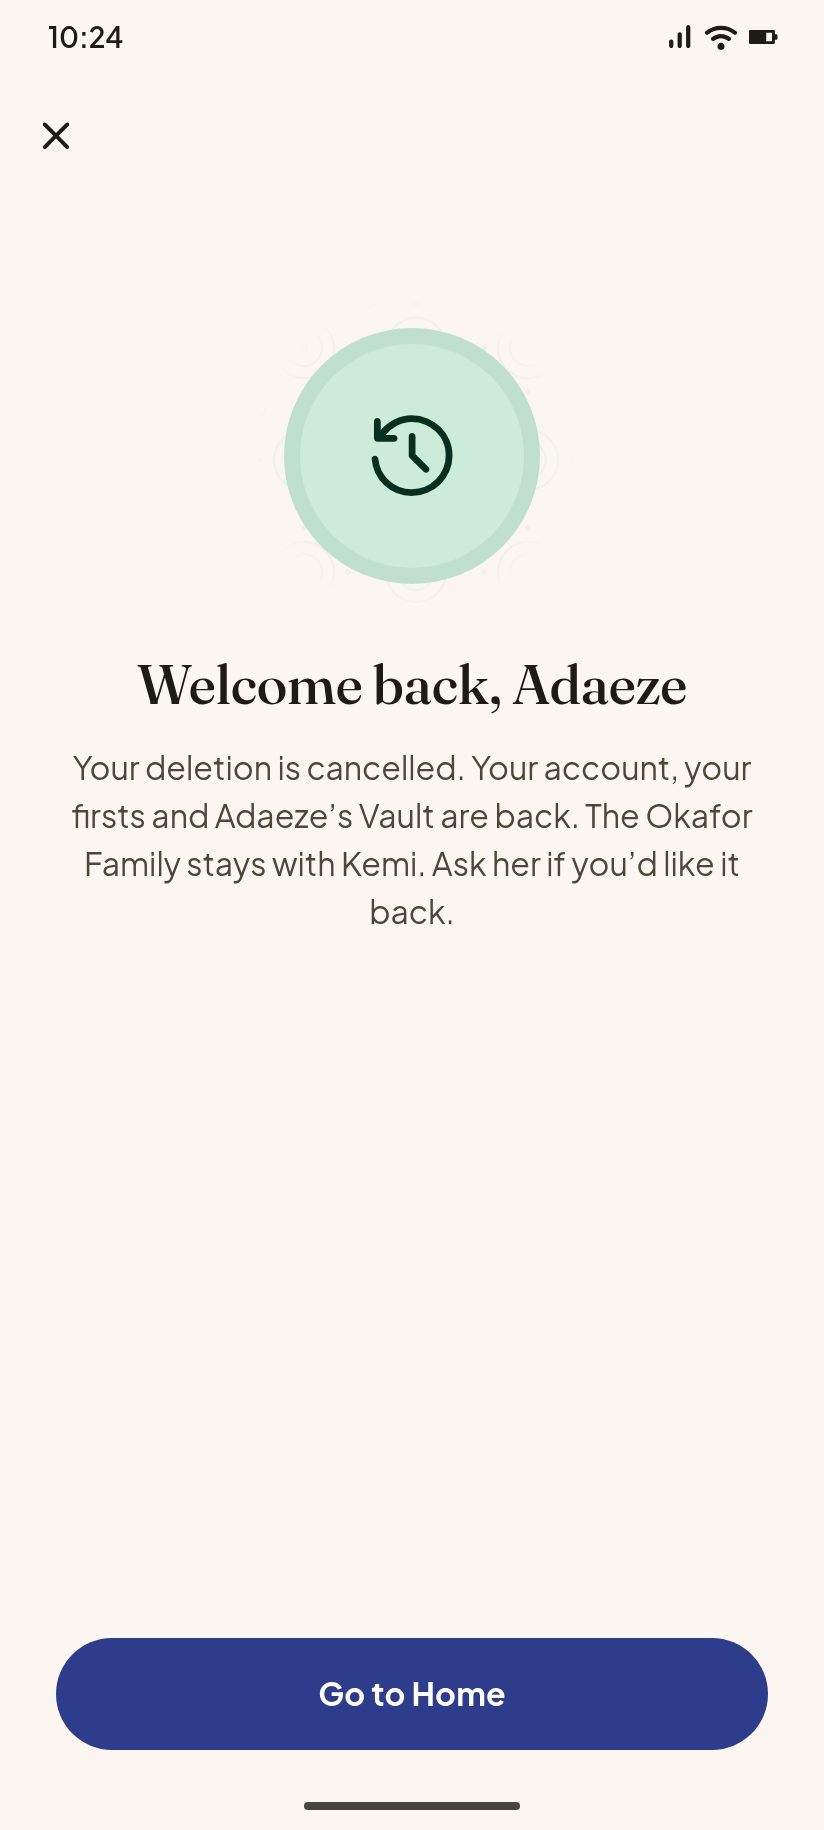 10:24
Welcome back, Adaeze
Your deletion is cancelled. Your account, your
firsts and Adaeze’s Vault are back. The Okafor
Family stays with Kemi. Ask her if you’d like it
back.
Go to Home